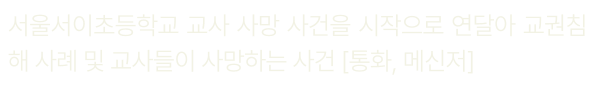 서울서이초등학교 교사 사망 사건을 시작으로 연달아 교권침
해 사례 및 교사들이 사망하는 사건 [통화, 메신저]